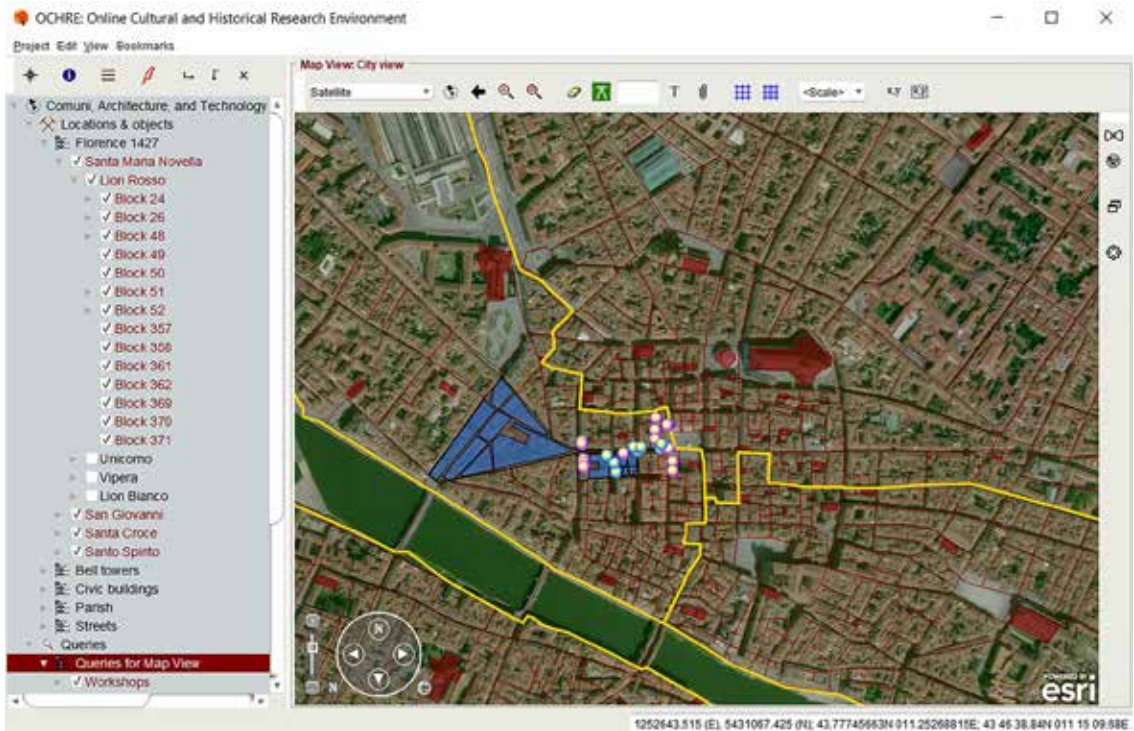 OCHRE: Online Cultural and Historical Research Environment
Project Edit View Bookmarks
Comuni, Architecture, and Technology
Locations & objects
Florence 1427
Santa Maria Novella
Lion Rosso
Block 24
Block 26
Block 48
Block 49
Block 50
Block 51
Block 52
Block 357
Block 358
Block 361
Block 362
Block 369
Block 370
Block 371
Unicorno
Vipera
Lion Bianco
San Giovanni
Santa Croce
Santo Spirito
Bell towers
Civic buildings
Parish
Streets
Queries
Queries for Map View
Workshops
Map View: City view
Satellite
T
<Scale>
x,y
N
N
POWERED BY
esri
1252643.515 (E), 5431067.425 (N); 43.77745663N 011.25268815E; 43 46 38.84N 011 15 09.68E